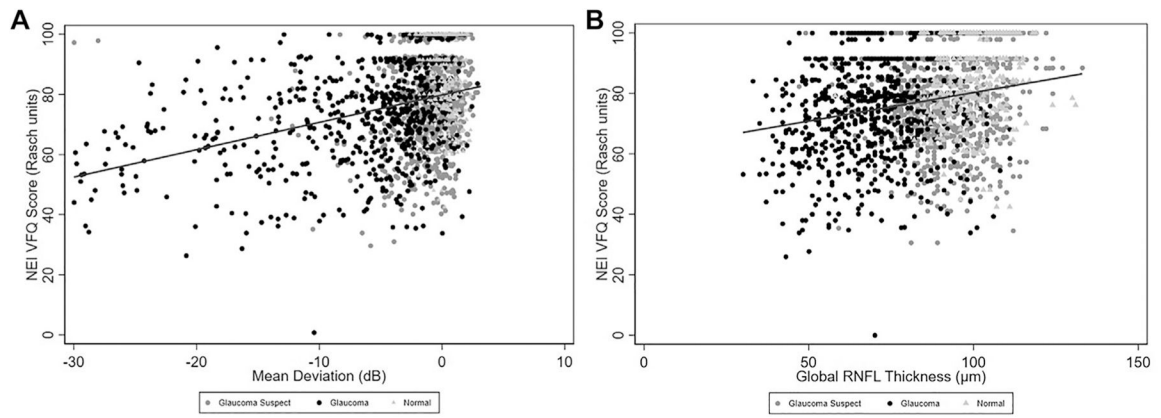 A
NEI VFQ Score (Rasch units)
100
80
60
40
20
0
-30 -20 -10 0 10
Mean Deviation (dB)
Glaucoma Suspect Glaucoma Normal
B
NEI VFQ Score (Rasch units)
100
80
60
40
20
0
0 50 100 150
Global RNFL Thickness (μm)
Glaucoma Suspect Glaucoma Normal